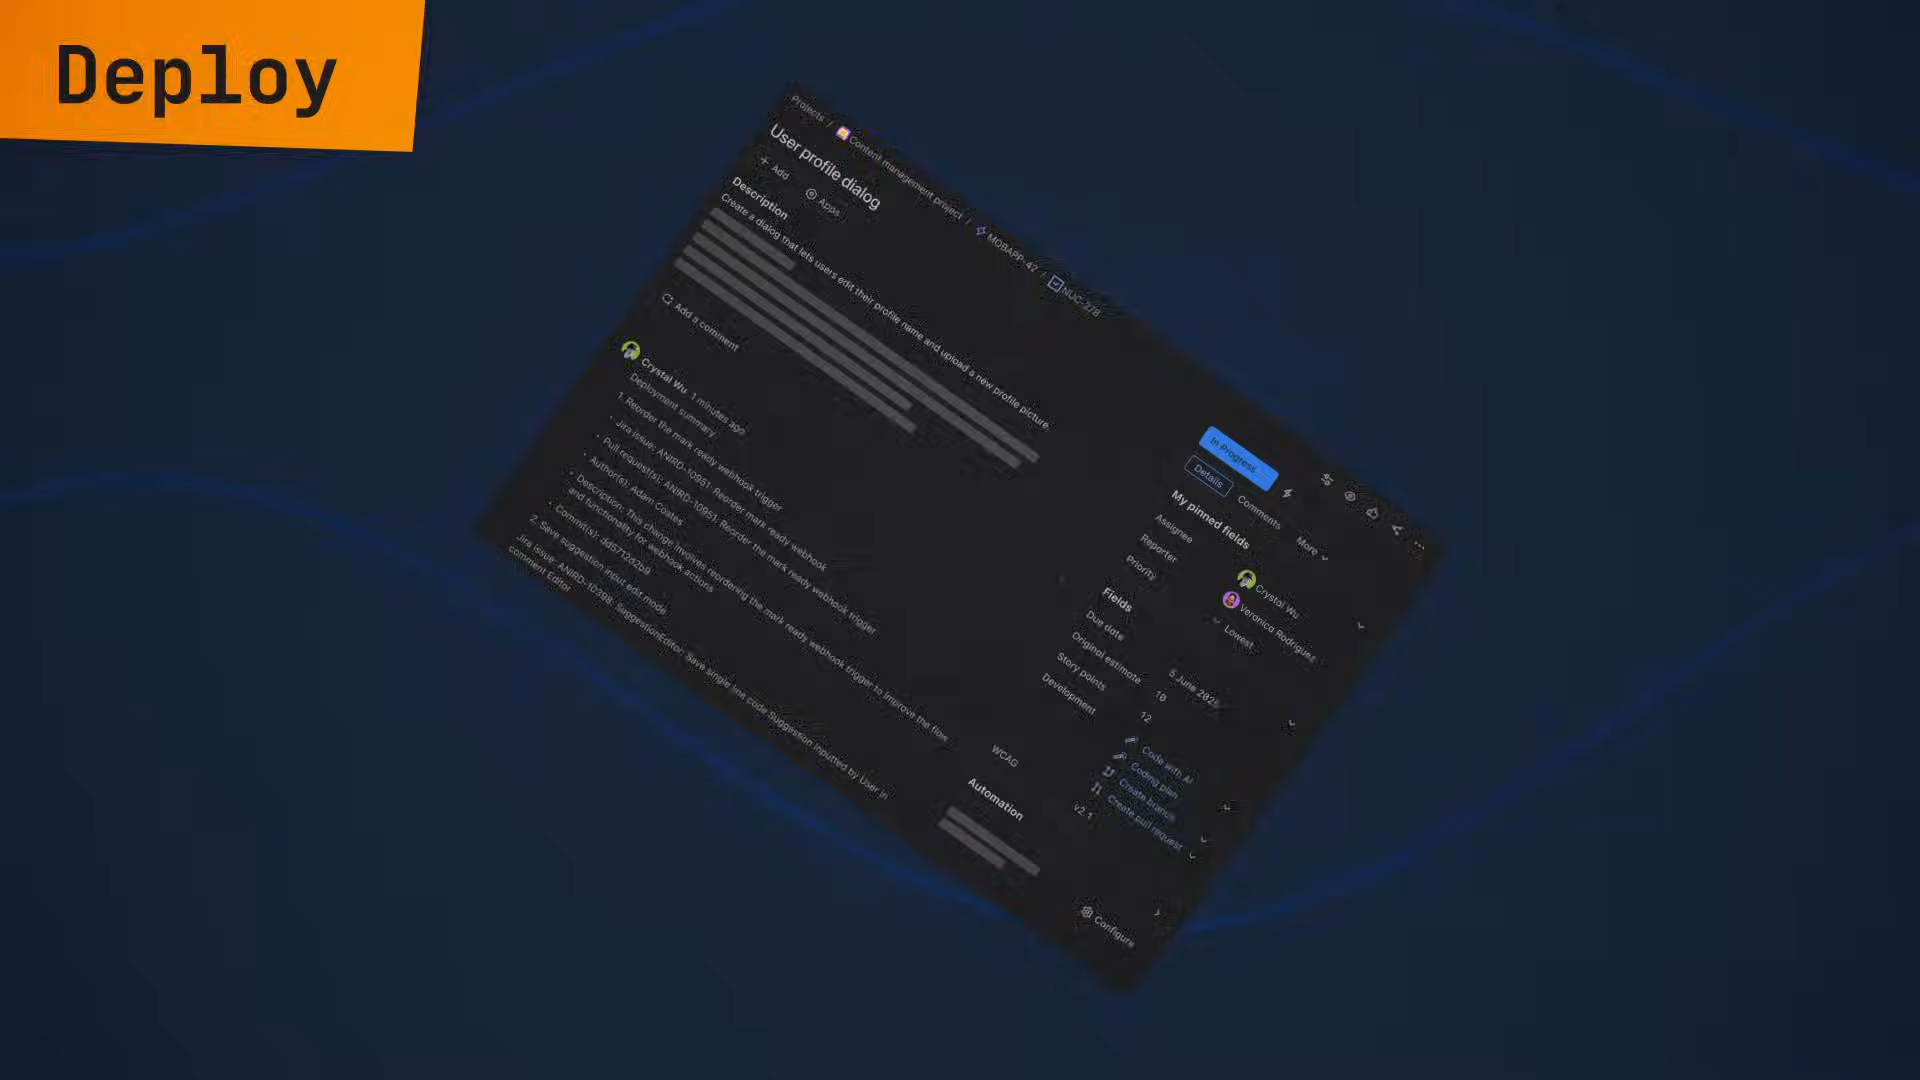 Deploy
Projects / Content management project / MOBAPP-42 / NUC-278
User profile dialog
+ Add
Apps
Description
Create a dialog that lets users edit their profile name and upload a new profile picture.
Add a comment
Crystal Wu 1 minutes ago
Deployment summary
1. Reorder the mark ready webhook trigger
· Jira issue: ANIRD-10951: Reorder mark ready webhook
• Pull request(s): ANIRD-10951: Reorder the mark ready webhook trigger
· Author(s): Adam Coates
• Description: This change involves reordering the mark ready webhook trigger to improve the flow
and functionality for webhook actions
· Commit(s): dd5712d2b9
2. Save suggestion input edit mode
Jira issue: ANIRD-10398: SuggestionEditor: Save single line code Suggestion inputted by User in
comment Editor
In Progress
Details
Comments
More
My pinned fields
Assignee
Crystal Wu
Reporter
Veronica Rodriguez
Priority
Lowest
Fields
Due date
5 June 2025
Original estimate
10
Story points
12
Development
Code with AI
Coding plan
Create branch
Create pull request
WCAG
v2.1
Automation
Configure